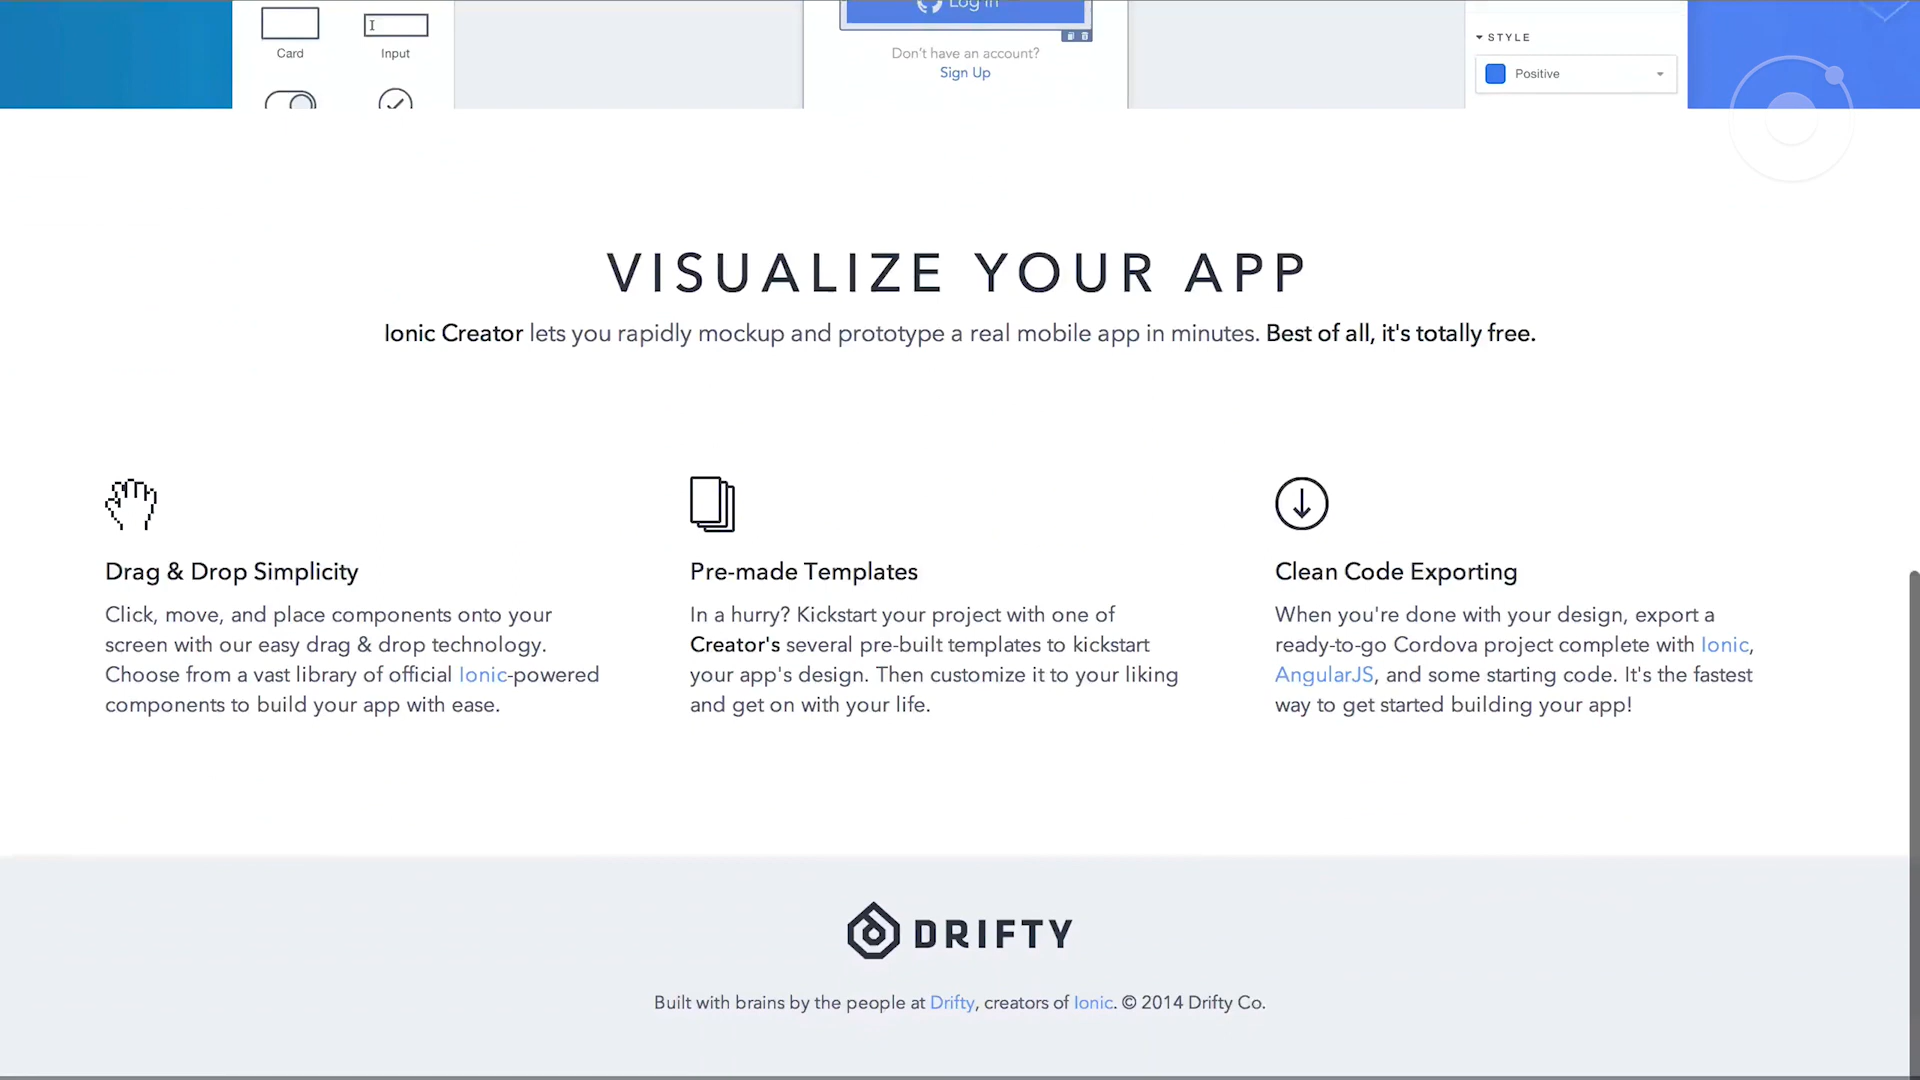 Log In
Card
Input
Don't have an account?
Sign Up
STYLE
Positive
VISUALIZE YOUR APP
Ionic Creator lets you rapidly mockup and prototype a real mobile app in minutes. Best of all, it's totally free.
Drag & Drop Simplicity
Click, move, and place components onto your
screen with our easy drag & drop technology.
Choose from a vast library of official Ionic-powered
components to build your app with ease.
Pre-made Templates
In a hurry? Kickstart your project with one of
Creator's several pre-built templates to kickstart
your app's design. Then customize it to your liking
and get on with your life.
Clean Code Exporting
When you're done with your design, export a
ready-to-go Cordova project complete with Ionic,
AngularJS, and some starting code. It's the fastest
way to get started building your app!
DRIFTY
Built with brains by the people at Drifty, creators of Ionic. © 2014 Drifty Co.